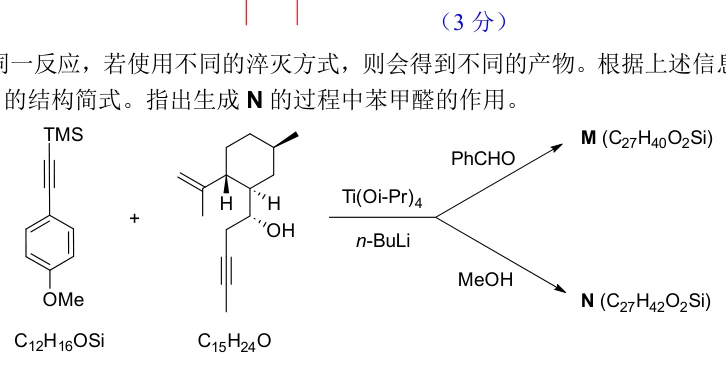 （3 分）
同一反应，若使用不同的淬灭方式，则会得到不同的产物。根据上述信息
的结构简式。指出生成 N 的过程中苯甲醛的作用。
TMS
OMe
C12H16OSi
+
H
H
OH
C15H24O
Ti(Oi-Pr)4
n-BuLi
PhCHO
MeOH
M (C27H40O2Si)
N (C27H42O2Si)